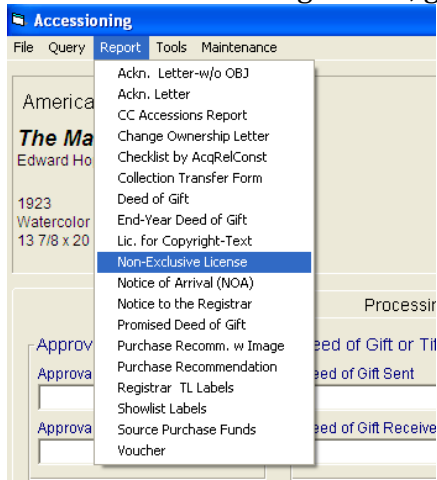 Accessioning
File Query Report Tools Maintenance
Ackn. Letter-w/o OBJ
Ackn. Letter
CC Accessions Report
Change Ownership Letter
Checklist by AcqRelConst
Collection Transfer Form
Deed of Gift
End-Year Deed of Gift
Lic. for Copyright-Text
Non-Exclusive License
Notice of Arrival (NOA)
Notice to the Registrar
Promised Deed of Gift
Purchase Recomm. w Image
Purchase Recommendation
Registrar TL Labels
Showlist Labels
Source Purchase Funds
Voucher
America
The Ma
Edward Ho
1923
Watercolor
13 7/8 x 20
Processin
Approv
eed of Gift or Tit
Approva
eed of Gift Sent
Approva
eed of Gift Receive